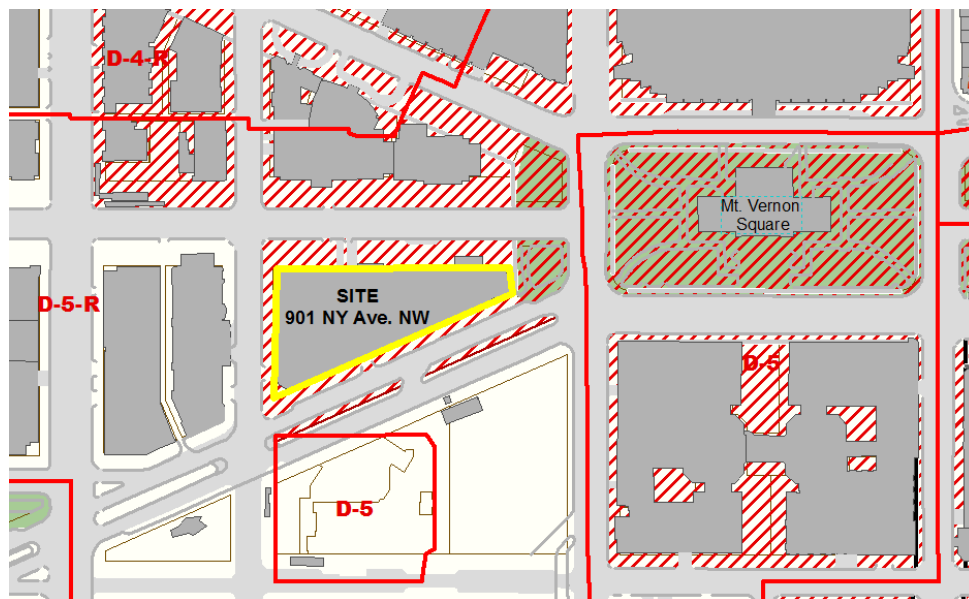 D-4-R
Mt. Vernon
Square
SITE
901 NY Ave. NW
D-5-R
D-5
D-5